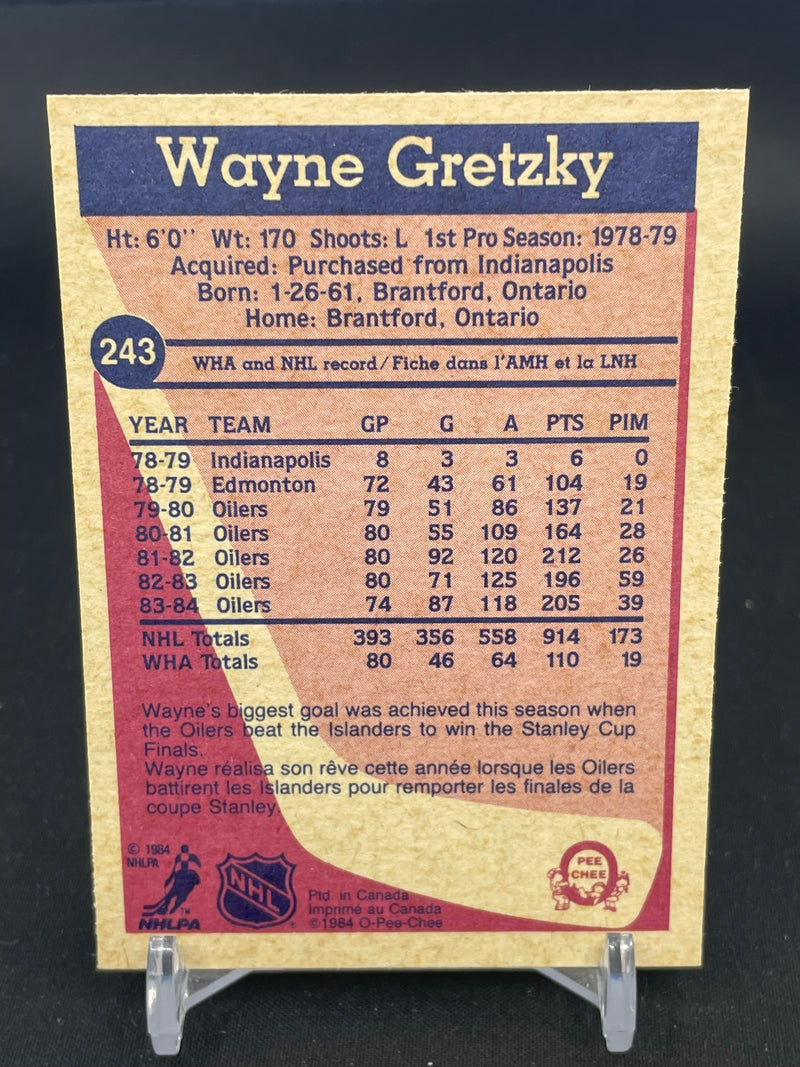 Wayne Gretzky
Ht: 6'0'' Wt: 170 Shoots: L 1st Pro Season: 1978-79
Acquired: Purchased from Indianapolis
Born: 1-26-61, Brantford, Ontario
Home: Brantford, Ontario
243
WHA and NHL record/Fiche dans l'AMH et la LNH
YEAR TEAM GP G A PTS PIM
78-79 Indianapolis 8 3 3 6 0
78-79 Edmonton 72 43 61 104 19
79-80 Oilers 79 51 86 137 21
80-81 Oilers 80 55 109 164 28
81-82 Oilers 80 92 120 212 26
82-83 Oilers 80 71 125 196 59
83-84 Oilers 74 87 118 205 39
NHL Totals 393 356 558 914 173
WHA Totals 80 46 64 110 19
Wayne's biggest goal was achieved this season when
the Oilers beat the Islanders to win the Stanley Cup
Finals.
Wayne réalisa son rêve cette année lorsque les Oilers
battirent les Islanders pour remporter les finales de la
coupe Stanley.
© 1984
NHLPA
TM
NHLPA
NHL
Ptd. in Canada
Imprimé au Canada
©1984 O-Pee-Chee
PEE
CHEE